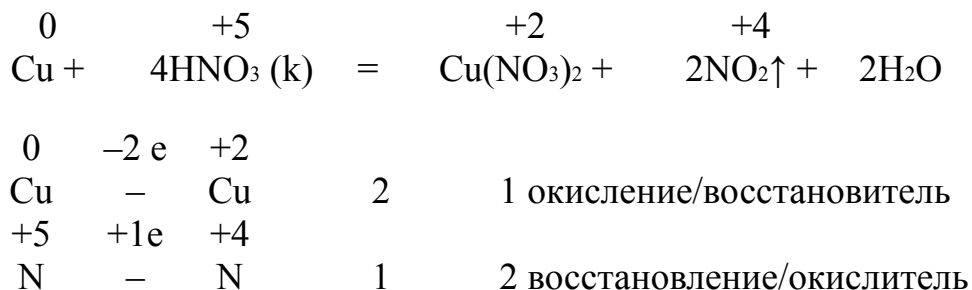 0 +5 +2 +4
Cu + 4HNO₃ (k) = Cu(NO₃)₂ + 2NO₂↑ + 2H₂O
0 –2 e +2
Cu – Cu 2 1 окисление/восстановитель
+5 +1e +4
N – N 1 2 восстановление/окислитель